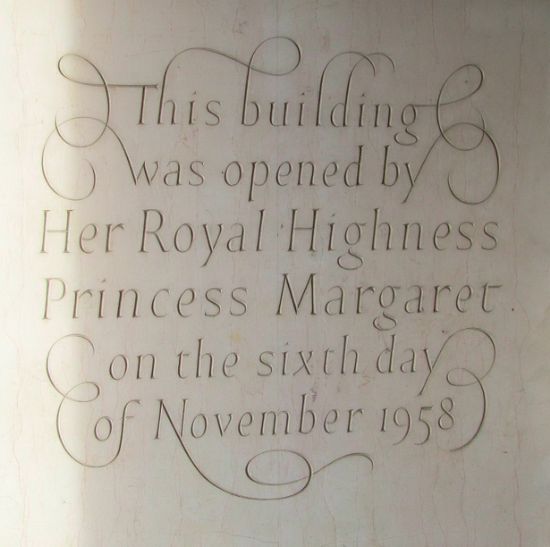 This building
was opened by
Her Royal Highness
Princess Margaret
on the sixth day
of November 1958